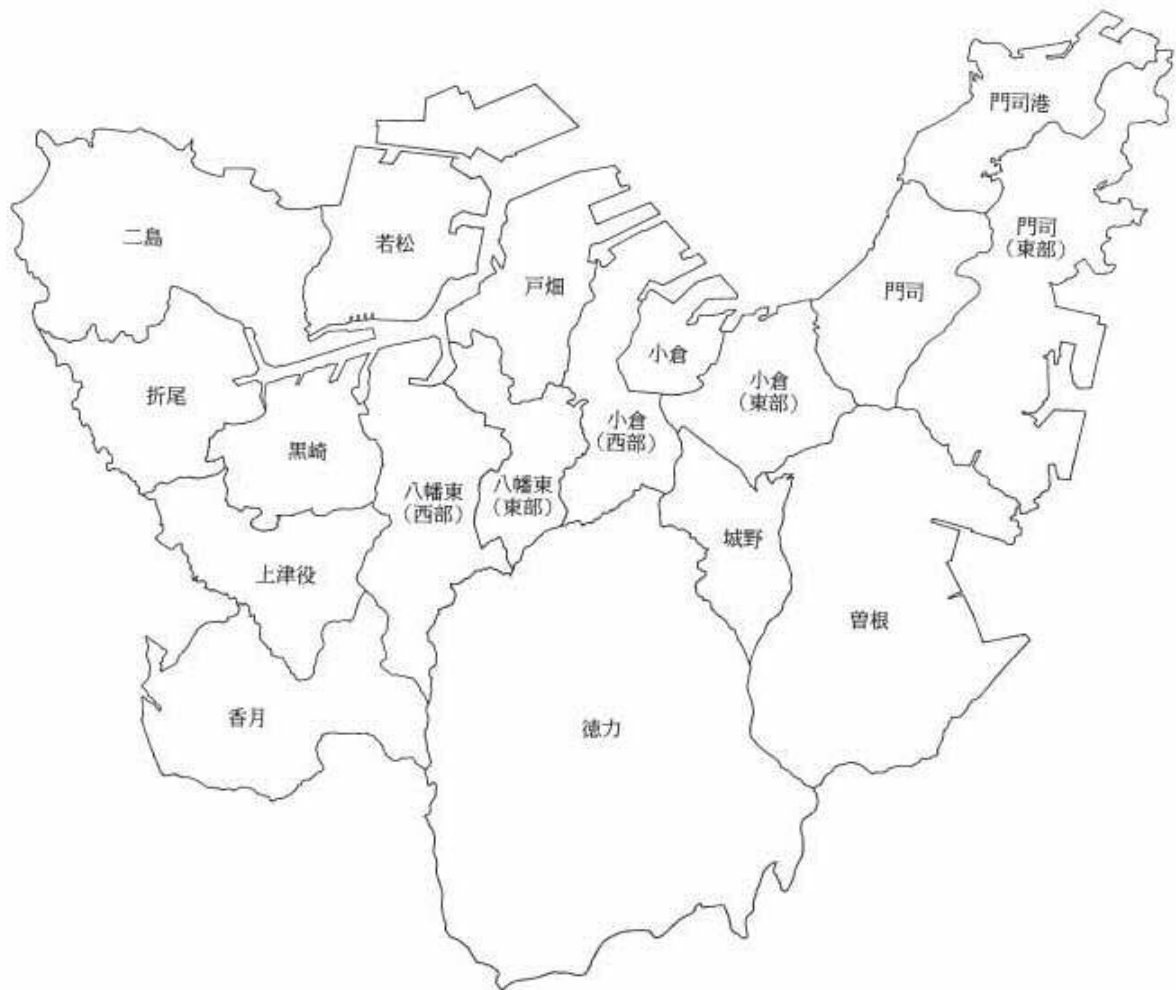 門司港
二島
若松
門司
（東部）
戸畑
門司
小倉
小倉
（東部）
折尾
小倉
（西部）
黒崎
八幡東
（西部）
八幡東
（東部）
城野
上津役
曽根
香月
徳力